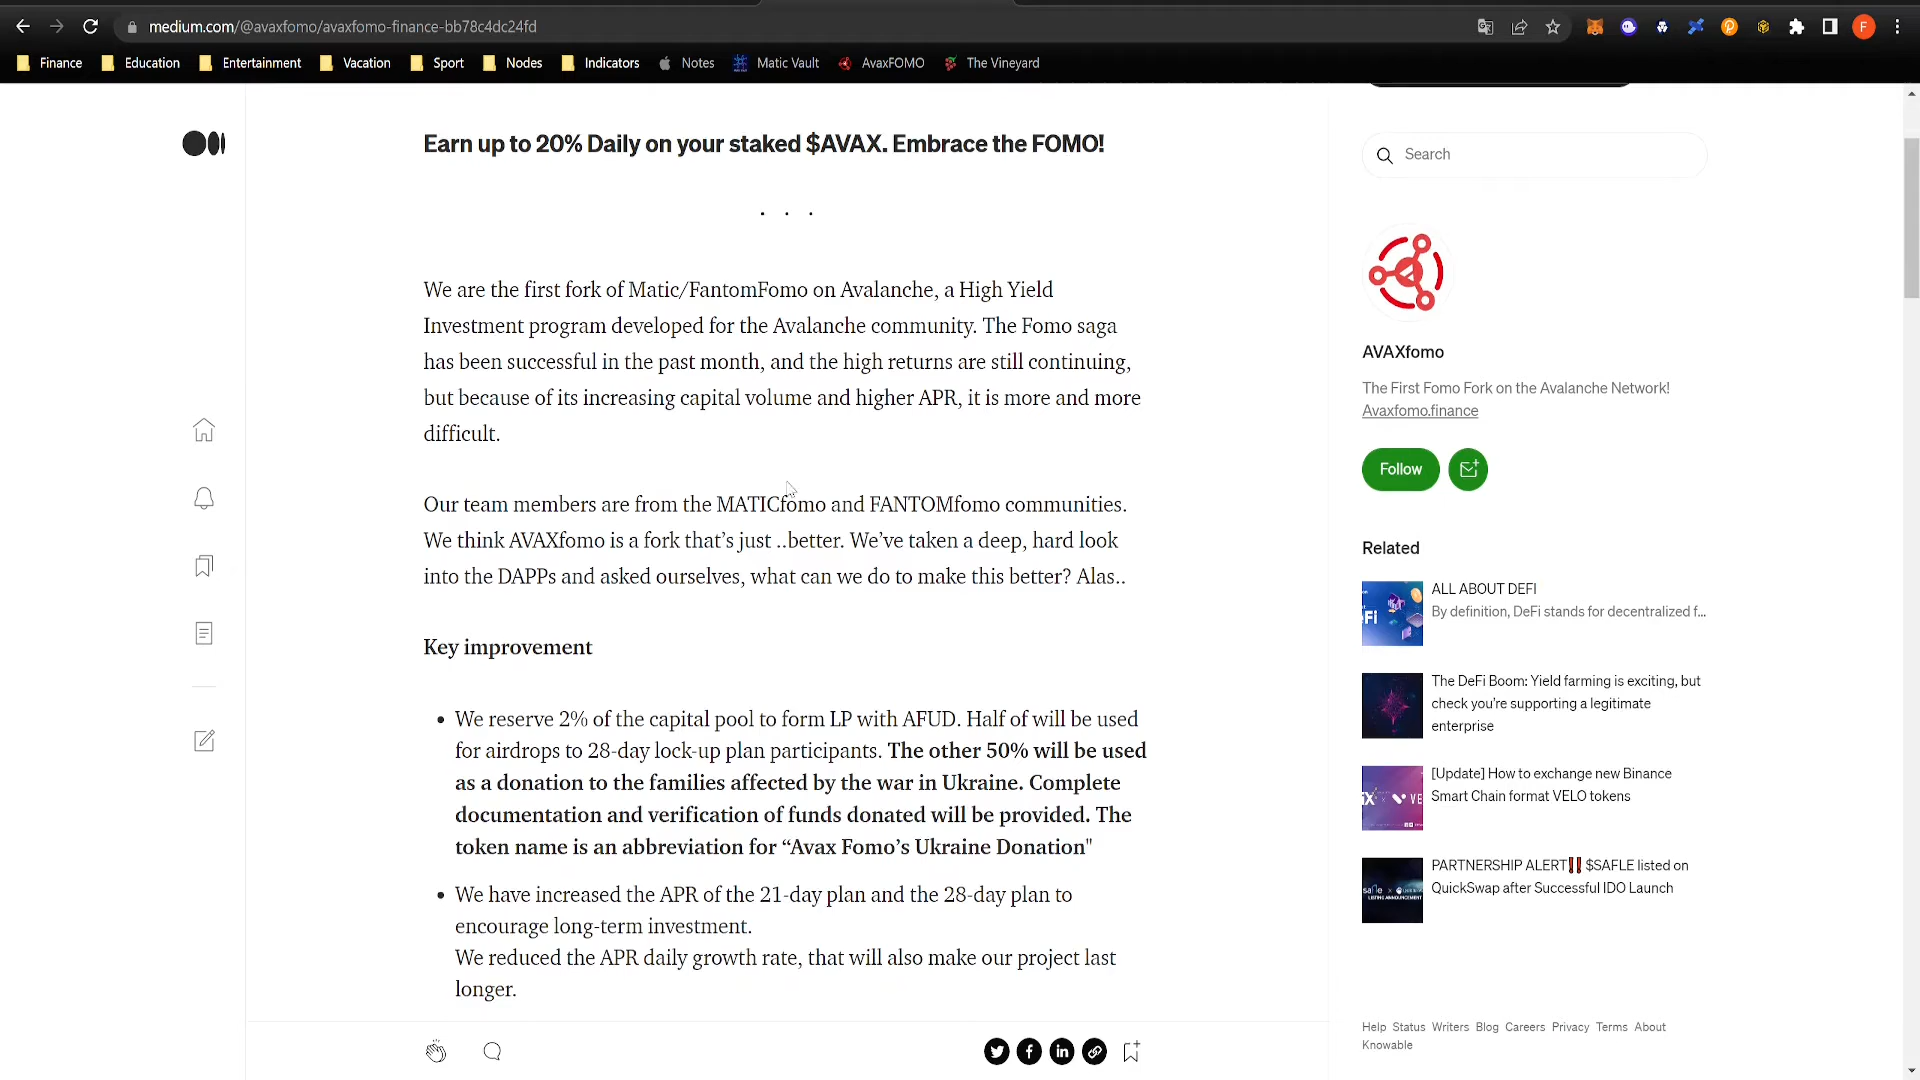 medium.com/@avaxfomo/avaxfomo-finance-bb78c4dc24fd
F
Finance Education Entertainment Vacation Sport Nodes Indicators Notes Matic Vault AvaxFOMO The Vineyard
Earn up to 20% Daily on your staked $AVAX. Embrace the FOMO!
. . .
We are the first fork of Matic/FantomFomo on Avalanche, a High Yield
Investment program developed for the Avalanche community. The Fomo saga
has been successful in the past month, and the high returns are still continuing,
but because of its increasing capital volume and higher APR, it is more and more
difficult.
Our team members are from the MATICfomo and FANTOMfomo communities.
We think AVAXfomo is a fork that’s just ..better. We’ve taken a deep, hard look
into the DAPPs and asked ourselves, what can we do to make this better? Alas..
Key improvement
• We reserve 2% of the capital pool to form LP with AFUD. Half of will be used
for airdrops to 28-day lock-up plan participants. The other 50% will be used
as a donation to the families affected by the war in Ukraine. Complete
documentation and verification of funds donated will be provided. The
token name is an abbreviation for “Avax Fomo’s Ukraine Donation"
• We have increased the APR of the 21-day plan and the 28-day plan to
encourage long-term investment.
We reduced the APR daily growth rate, that will also make our project last
longer.
Search
AVAXfomo
The First Fomo Fork on the Avalanche Network!
Avaxfomo.finance
Follow
Related
ALL ABOUT DEFI
By definition, DeFi stands for decentralized f...
The DeFi Boom: Yield farming is exciting, but
check you’re supporting a legitimate
enterprise
[Update] How to exchange new Binance
Smart Chain format VELO tokens
PARTNERSHIP ALERT‼️ $SAFLE listed on
QuickSwap after Successful IDO Launch
Help Status Writers Blog Careers Privacy Terms About
Knowable